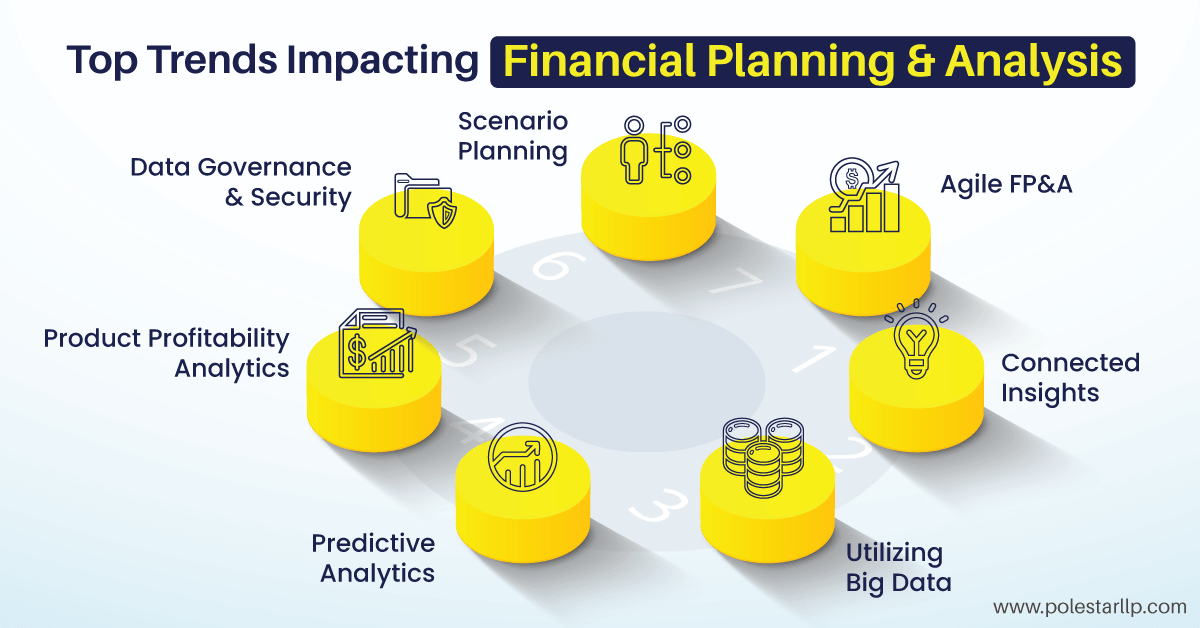 Top Trends Impacting Financial Planning & Analysis
Scenario
Planning
Data Governance
& Security
Agile FP&A
Product Profitability
Analytics
Connected
Insights
Predictive
Analytics
Utilizing
Big Data
6
7
5
1
4
2
3
$
$
www.polestarllp.com